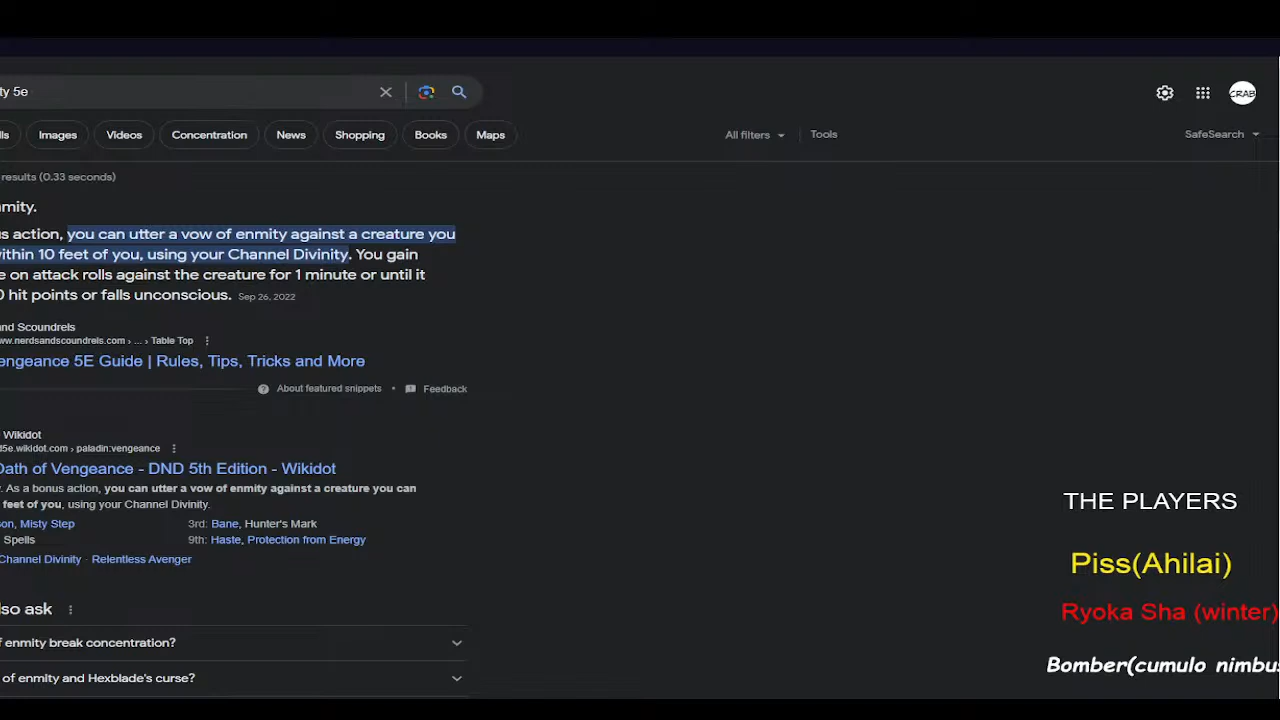 ty 5e
CRAB
lls Images Videos Concentration News Shopping Books Maps All filters Tools SafeSearch
results (0.33 seconds)
mity.
s action, you can utter a vow of enmity against a creature you
within 10 feet of you, using your Channel Divinity. You gain
e on attack rolls against the creature for 1 minute or until it
0 hit points or falls unconscious. Sep 26, 2022
and Scoundrels
www.nerdsandscoundrels.com › ... › Table Top
engeance 5E Guide | Rules, Tips, Tricks and More
About featured snippets • Feedback
Wikidot
d5e.wikidot.com › paladin:vengeance
Oath of Vengeance - DND 5th Edition - Wikidot
. As a bonus action, you can utter a vow of enmity against a creature you can
feet of you, using your Channel Divinity.
on, Misty Step 3rd: Bane, Hunter's Mark
Spells 9th: Haste, Protection from Energy
Channel Divinity · Relentless Avenger
lso ask
f enmity break concentration?
of enmity and Hexblade's curse?
THE PLAYERS
Piss(Ahilai)
Ryoka Sha (winter)
Bomber(cumulo nimbus